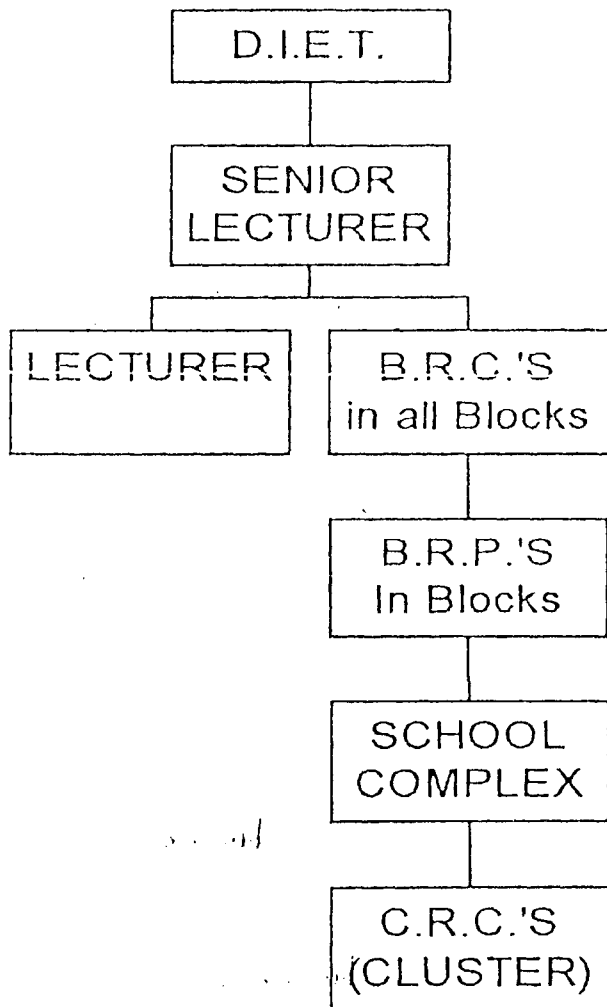 D.I.E.T.
SENIOR
LECTURER
LECTURER
B.R.C.'S
in all Blocks
B.R.P.'S
In Blocks
SCHOOL
COMPLEX
C.R.C.'S
(CLUSTER)